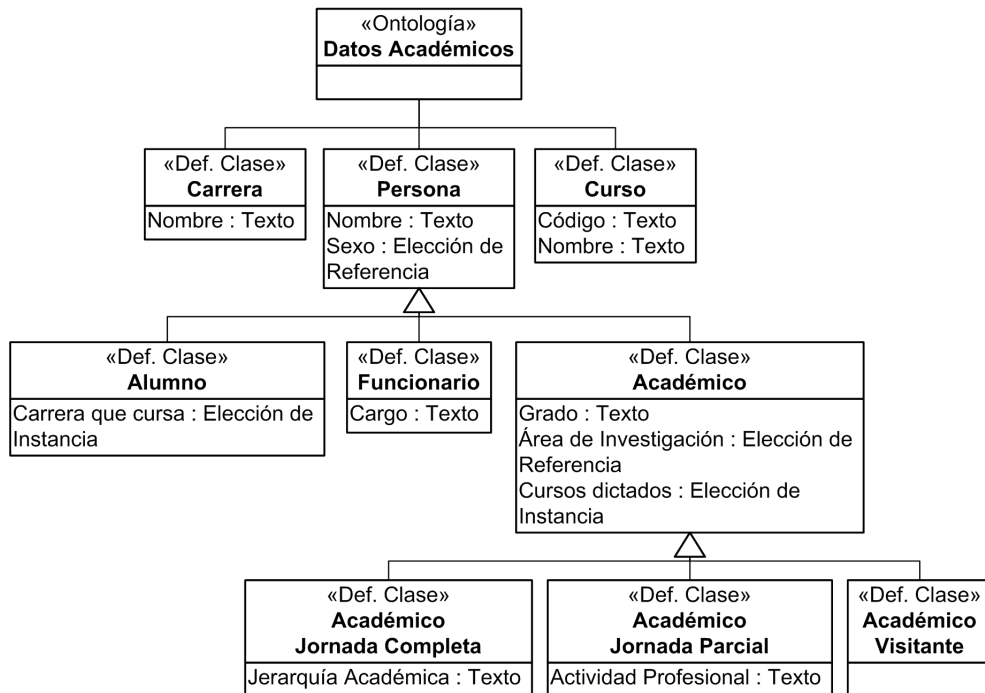 «Ontología»
Datos Académicos
«Def. Clase»
Carrera
Nombre : Texto
«Def. Clase»
Persona
Nombre : Texto
Sexo : Elección de
Referencia
«Def. Clase»
Curso
Código : Texto
Nombre : Texto
«Def. Clase»
Alumno
Carrera que cursa : Elección de
Instancia
«Def. Clase»
Funcionario
Cargo : Texto
«Def. Clase»
Académico
Grado : Texto
Área de Investigación : Elección de
Referencia
Cursos dictados : Elección de
Instancia
«Def. Clase»
Académico
Jornada Completa
Jerarquía Académica : Texto
«Def. Clase»
Académico
Jornada Parcial
Actividad Profesional : Texto
«Def. Clase»
Académico
Visitante